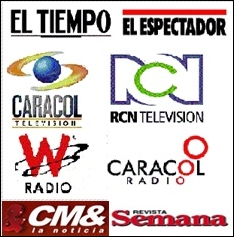 EL TIEMPO
EL ESPECTADOR
CARACOL
TELEVISION
RCN TELEVISION
W
RADIO
CARACOL
RADIO
CM&
la noticia
REVISTA
Semana